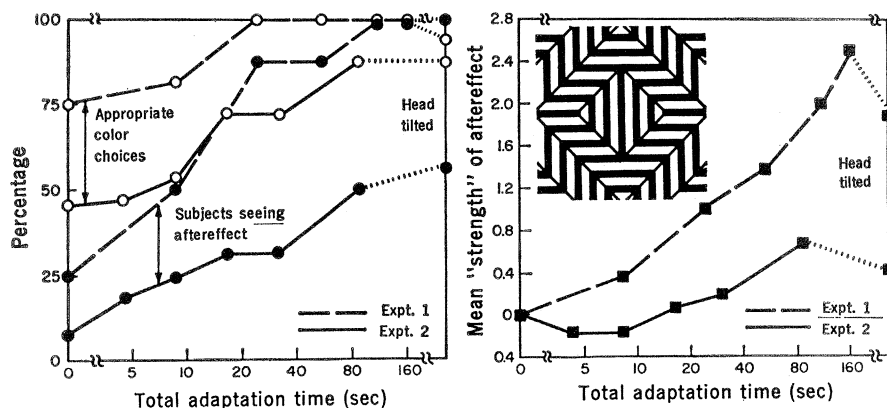 100
75
50
25
0
Percentage
Appropriate
color
choices
Subjects seeing
aftereffect
Head
tilted
Expt. 1
Expt. 2
0 5 10 20 40 80 160
Total adaptation time (sec)
2.8
2.4
2.0
1.6
1.2
0.8
0.4
0
0.4
Mean "strength" of aftereffect
Head
tilted
Expt. 1
Expt. 2
0 5 10 20 40 80 160
Total adaptation time (sec)